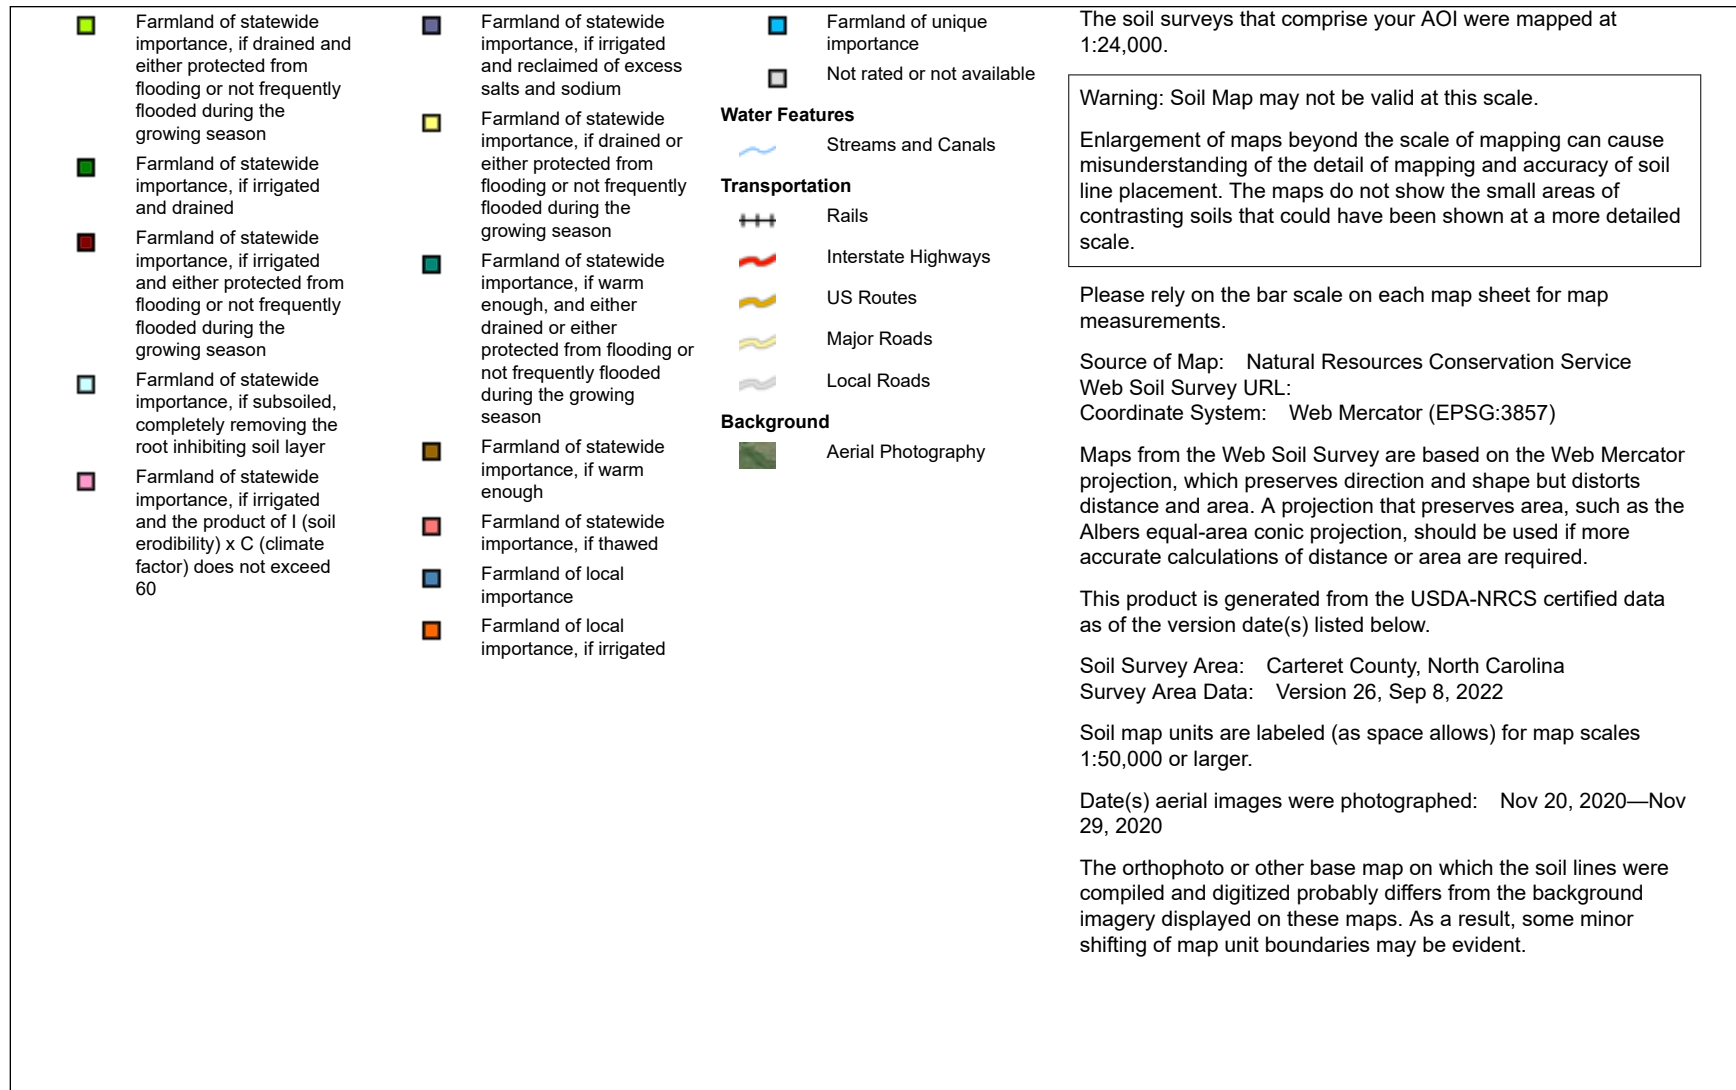 Farmland of statewide
importance, if drained and
either protected from
flooding or not frequently
flooded during the
growing season
Farmland of statewide
importance, if irrigated
and drained
Farmland of statewide
importance, if irrigated
and either protected from
flooding or not frequently
flooded during the
growing season
Farmland of statewide
importance, if subsoiled,
completely removing the
root inhibiting soil layer
Farmland of statewide
importance, if irrigated
and the product of I (soil
erodibility) x C (climate
factor) does not exceed
60
Farmland of statewide
importance, if irrigated
and reclaimed of excess
salts and sodium
Farmland of statewide
importance, if drained or
either protected from
flooding or not frequently
flooded during the
growing season
Farmland of statewide
importance, if warm
enough, and either
drained or either
protected from flooding or
not frequently flooded
during the growing
season
Farmland of statewide
importance, if warm
enough
Farmland of statewide
importance, if thawed
Farmland of local
importance
Farmland of local
importance, if irrigated
Farmland of unique
importance
Not rated or not available
Water Features
Streams and Canals
Transportation
Rails
Interstate Highways
US Routes
Major Roads
Local Roads
Background
Aerial Photography
The soil surveys that comprise your AOI were mapped at
1:24,000.
Warning: Soil Map may not be valid at this scale.
Enlargement of maps beyond the scale of mapping can cause
misunderstanding of the detail of mapping and accuracy of soil
line placement. The maps do not show the small areas of
contrasting soils that could have been shown at a more detailed
scale.
Please rely on the bar scale on each map sheet for map
measurements.
Source of Map: Natural Resources Conservation Service
Web Soil Survey URL:
Coordinate System: Web Mercator (EPSG:3857)
Maps from the Web Soil Survey are based on the Web Mercator
projection, which preserves direction and shape but distorts
distance and area. A projection that preserves area, such as the
Albers equal-area conic projection, should be used if more
accurate calculations of distance or area are required.
This product is generated from the USDA-NRCS certified data
as of the version date(s) listed below.
Soil Survey Area: Carteret County, North Carolina
Survey Area Data: Version 26, Sep 8, 2022
Soil map units are labeled (as space allows) for map scales
1:50,000 or larger.
Date(s) aerial images were photographed: Nov 20, 2020—Nov
29, 2020
The orthophoto or other base map on which the soil lines were
compiled and digitized probably differs from the background
imagery displayed on these maps. As a result, some minor
shifting of map unit boundaries may be evident.